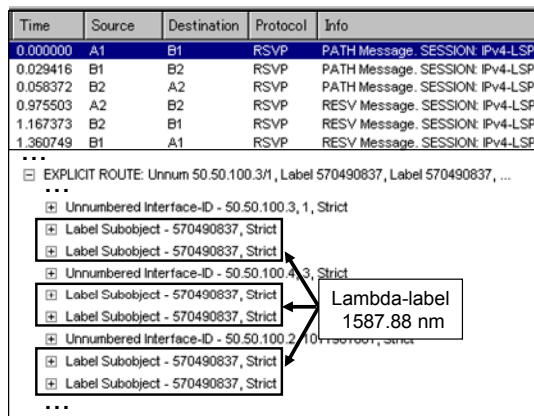 Time Source Destination Protocol Info
0.000000 A1 B1 RSVP PATH Message. SESSION: IPv4-LSP
0.029416 B1 B2 RSVP PATH Message. SESSION: IPv4-LSP
0.058372 B2 A2 RSVP PATH Message. SESSION: IPv4-LSP
0.975503 A2 B2 RSVP RESV Message. SESSION: IPv4-LSP
1.167373 B2 B1 RSVP RESV Message. SESSION: IPv4-LSP
1.360749 B1 A1 RSVP RESV Message. SESSION: IPv4-LSP
...
EXPLICIT ROUTE: Unnum 50.50.100.3/1, Label 570490837, Label 570490837, ...
...
Unnumbered Interface-ID - 50.50.100.3, 1, Strict
Label Subobject - 570490837, Strict
Label Subobject - 570490837, Strict
Unnumbered Interface-ID - 50.50.100.4, 3, Strict
Label Subobject - 570490837, Strict
Label Subobject - 570490837, Strict
Unnumbered Interface-ID - 50.50.100.2, Strict
Label Subobject - 570490837, Strict
Label Subobject - 570490837, Strict
...
Lambda-label
1587.88 nm